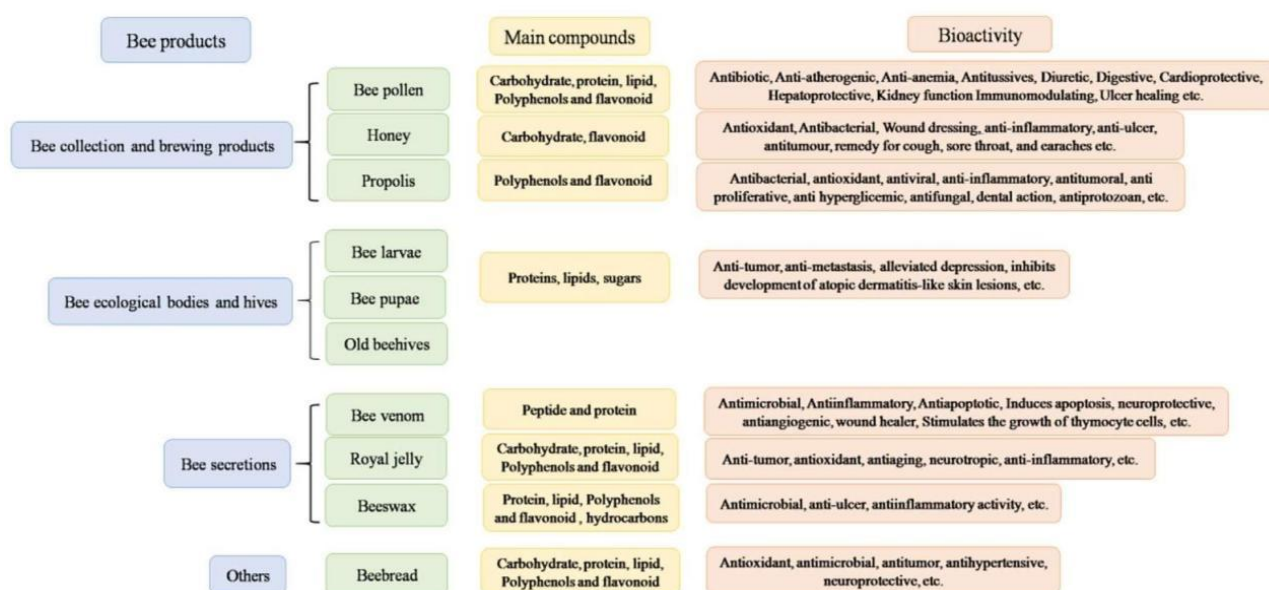 Bee products
Main compounds
Bioactivity
Bee collection and brewing products
Bee pollen
Carbohydrate, protein, lipid,
Polyphenols and flavonoid
Antibiotic, Anti-atherogenic, Anti-anemia, Antitussives, Diuretic, Digestive, Cardioprotective,
Hepatoprotective, Kidney function Immunomodulating, Ulcer healing etc.
Honey
Carbohydrate, flavonoid
Antioxidant, Antibacterial, Wound dressing, anti-inflammatory, anti-ulcer,
antitumour, remedy for cough, sore throat, and earaches etc.
Propolis
Polyphenols and flavonoid
Antibacterial, antioxidant, antiviral, anti-inflammatory, antitumoral, anti
proliferative, anti hyperglicemic, antifungal, dental action, antiprotozoan, etc.
Bee ecological bodies and hives
Bee larvae
Bee pupae
Old beehives
Proteins, lipids, sugars
Anti-tumor, anti-metastasis, alleviated depression, inhibits
development of atopic dermatitis-like skin lesions, etc.
Bee secretions
Bee venom
Peptide and protein
Antimicrobial, Antiinflammatory, Antiapoptotic, Induces apoptosis, neuroprotective,
antiangiogenic, wound healer, Stimulates the growth of thymocyte cells, etc.
Royal jelly
Carbohydrate, protein, lipid,
Polyphenols and flavonoid
Anti-tumor, antioxidant, antiaging, neurotropic, anti-inflammatory, etc.
Beeswax
Protein, lipid, Polyphenols
and flavonoid , hydrocarbons
Antimicrobial, anti-ulcer, antiinflammatory activity, etc.
Others
Beebread
Carbohydrate, protein, lipid,
Polyphenols and flavonoid
Antioxidant, antimicrobial, antitumor, antihypertensive,
neuroprotective, etc.